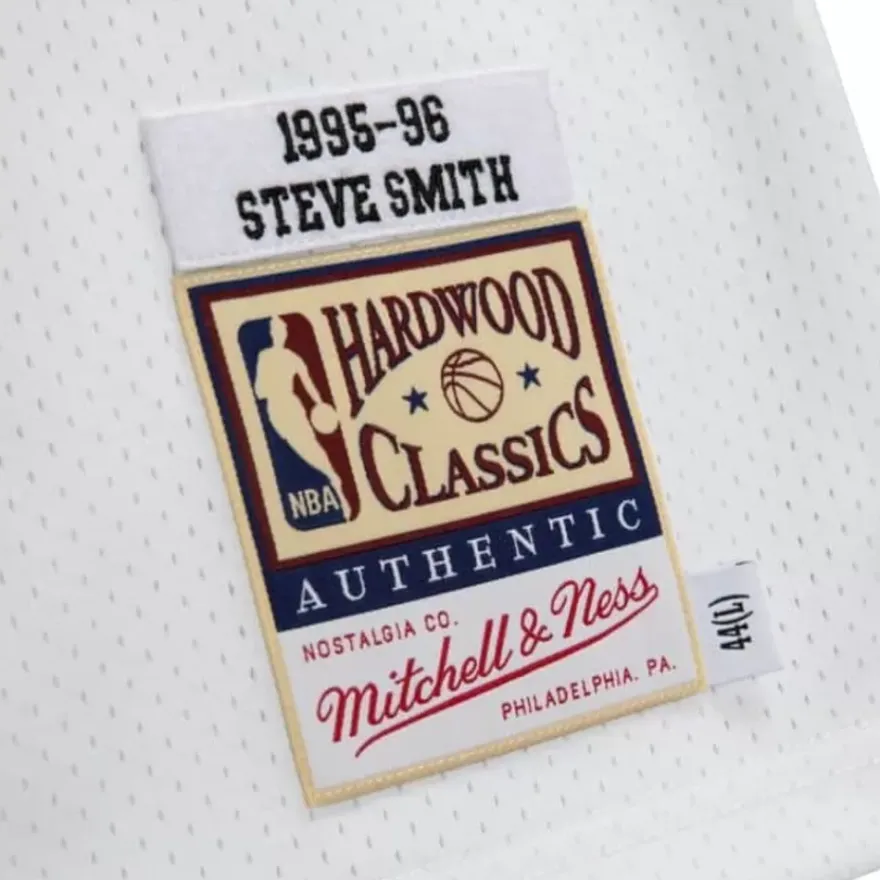 1995-96
STEVE SMITH
HARDWOOD
CLASSICS
NBA
AUTHENTIC
NOSTALGIA CO.
Mitchell & Ness
PHILADELPHIA. PA.
44(L)